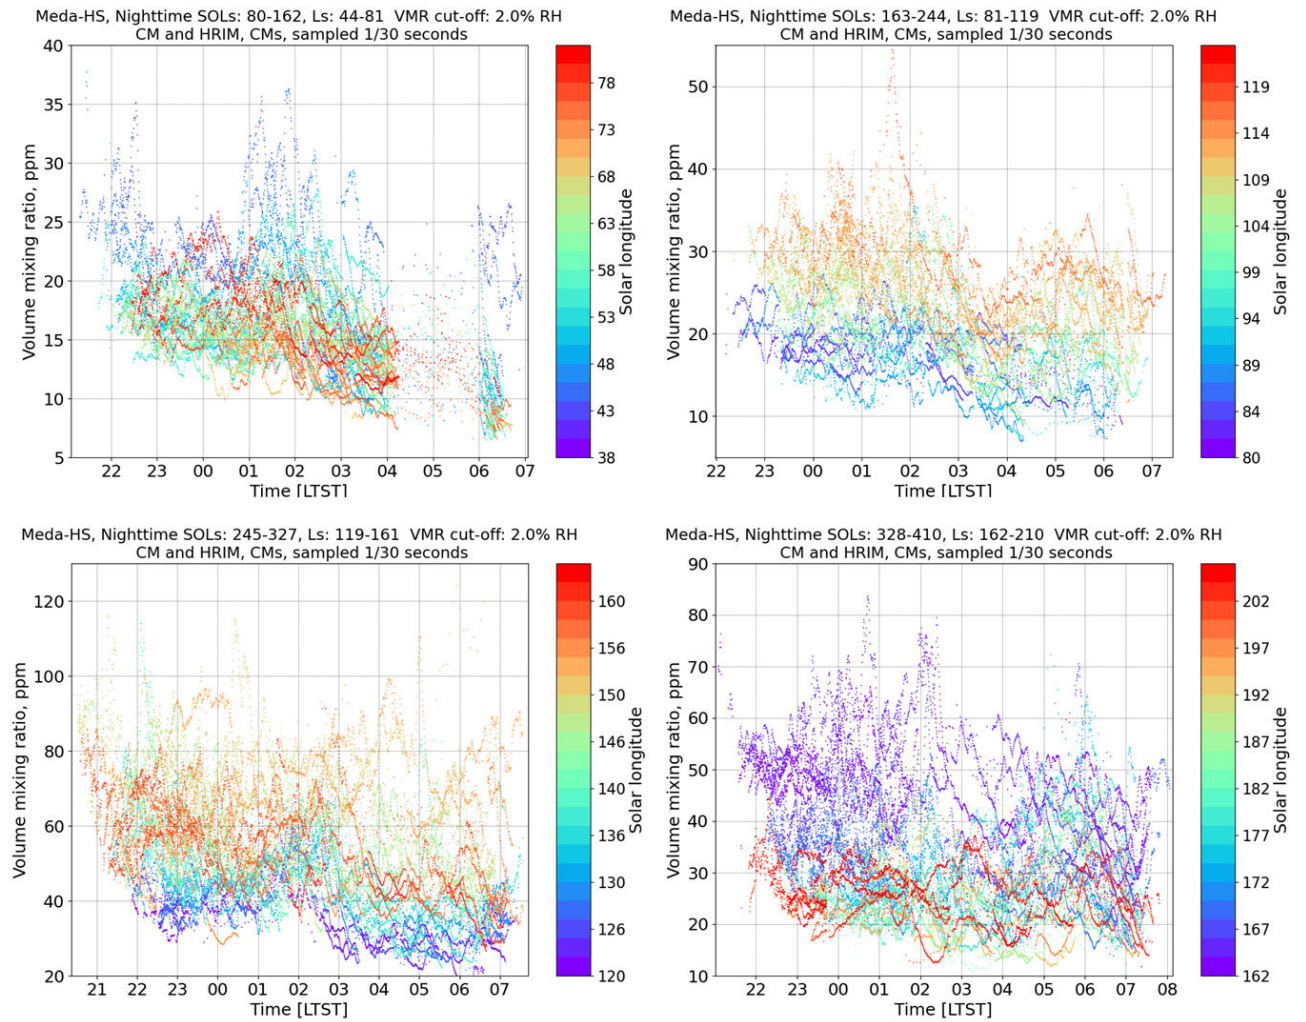 Meda-HS, Nighttime SOLs: 80-162, Ls: 44-81  VMR cut-off: 2.0% RH
CM and HRIM, CMs, sampled 1/30 seconds
40
35
30
25
20
15
10
5
Volume mixing ratio, ppm
22 23 00 01 02 03 04 05 06 07
Time [LTST]
78
73
68
63
58
53
48
43
38
Solar longitude
Meda-HS, Nighttime SOLs: 163-244, Ls: 81-119  VMR cut-off: 2.0% RH
CM and HRIM, CMs, sampled 1/30 seconds
50
40
30
20
10
Volume mixing ratio, ppm
22 23 00 01 02 03 04 05 06 07
Time [LTST]
119
114
109
104
99
94
89
84
80
Solar longitude
Meda-HS, Nighttime SOLs: 245-327, Ls: 119-161  VMR cut-off: 2.0% RH
CM and HRIM, CMs, sampled 1/30 seconds
120
100
80
60
40
20
Volume mixing ratio, ppm
21 22 23 00 01 02 03 04 05 06 07
Time [LTST]
160
156
150
146
140
136
130
126
120
Solar longitude
Meda-HS, Nighttime SOLs: 328-410, Ls: 162-210  VMR cut-off: 2.0% RH
CM and HRIM, CMs, sampled 1/30 seconds
90
80
70
60
50
40
30
20
10
Volume mixing ratio, ppm
22 23 00 01 02 03 04 05 06 07 08
Time [LTST]
202
197
192
187
182
177
172
167
162
Solar longitude